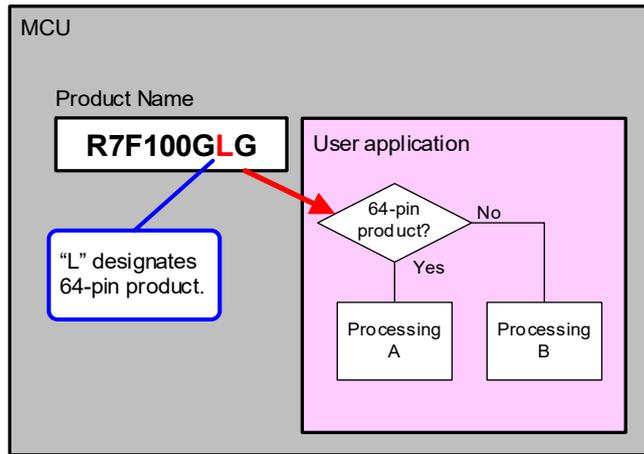 MCU
Product Name
R7F100GLG
User application
“L” designates
64-pin product.
64-pin
product?
No
Yes
Processing
A
Processing
B